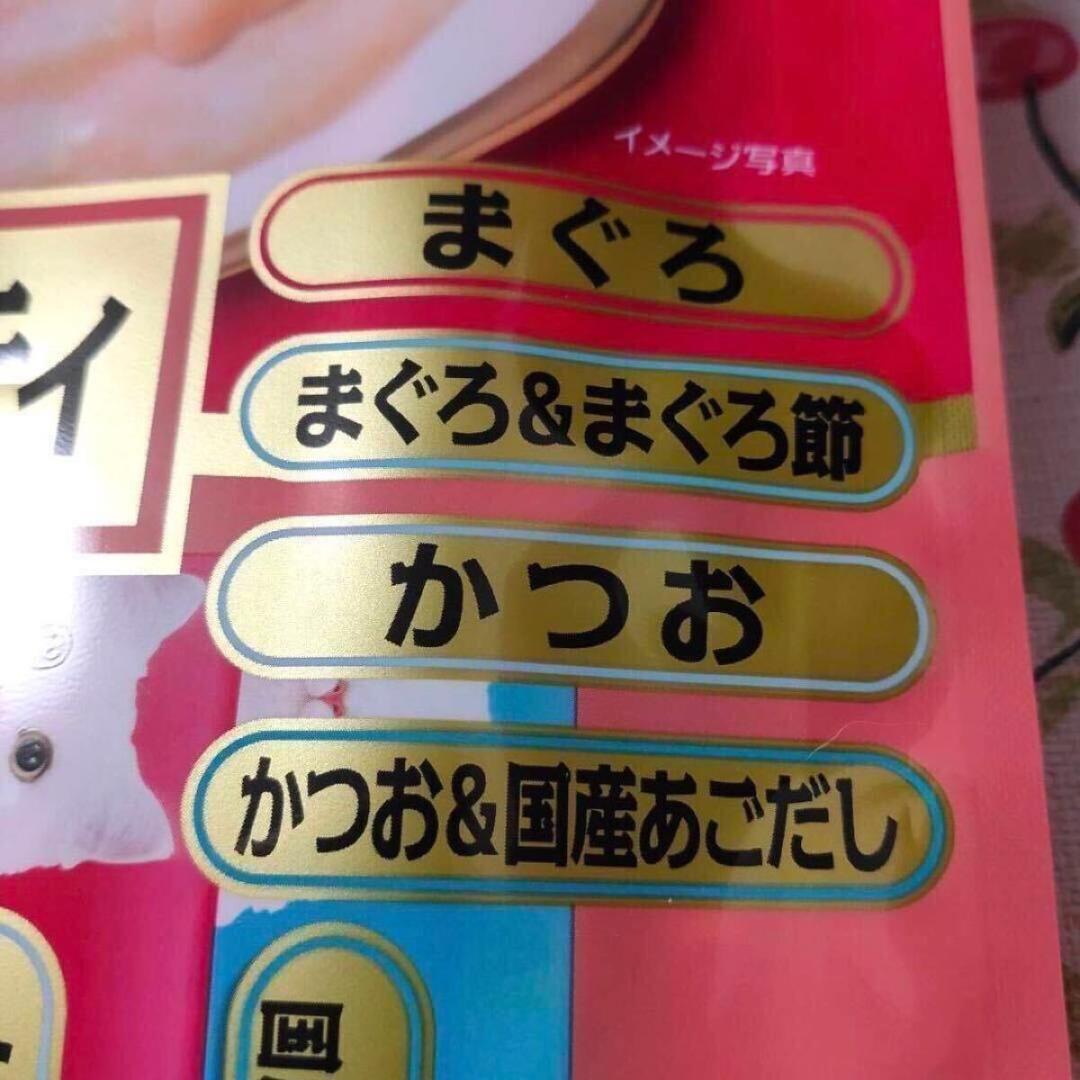 イメージ写真
まぐろ
まぐろ&まぐろ節
かつお
かつお&国産あごだし
国